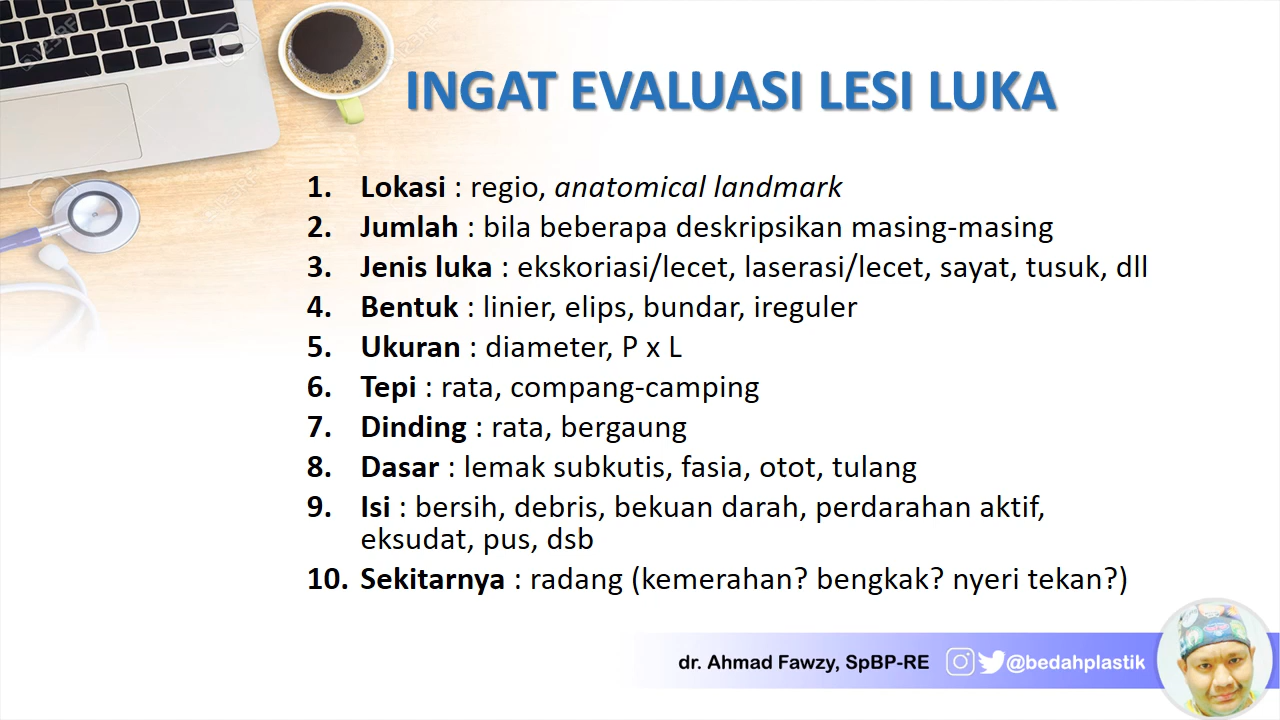 INGAT EVALUASI LESI LUKA
1. Lokasi : regio, anatomical landmark
2. Jumlah : bila beberapa deskripsikan masing-masing
3. Jenis luka : ekskoriasi/lecet, laserasi/lecet, sayat, tusuk, dll
4. Bentuk : linier, elips, bundar, ireguler
5. Ukuran : diameter, P x L
6. Tepi : rata, compang-camping
7. Dinding : rata, bergaung
8. Dasar : lemak subkutis, fasia, otot, tulang
9. Isi : bersih, debris, bekuan darah, perdarahan aktif,
eksudat, pus, dsb
10. Sekitarnya : radang (kemerahan? bengkak? nyeri tekan?)
dr. Ahmad Fawzy, SpBP-RE @bedahplastik